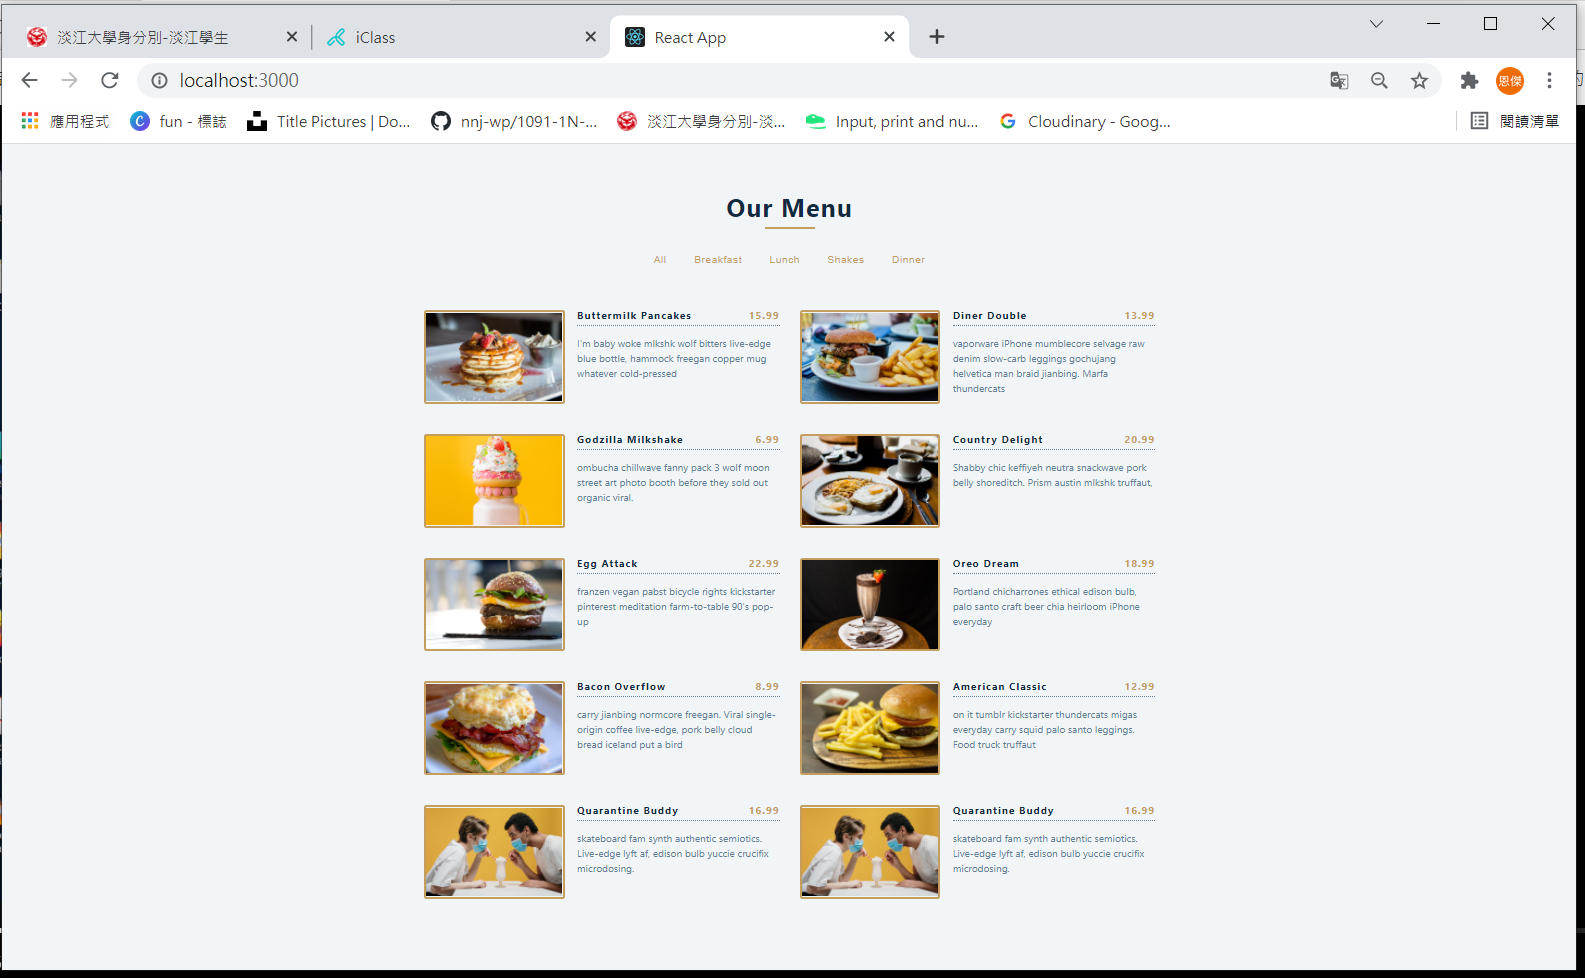 淡江大學身分別-淡江學生
iClass
React App
localhost:3000
恩傑
應用程式
fun - 標誌
Title Pictures | Do...
nnj-wp/1091-1N-...
淡江大學身分別-淡...
Input, print and nu...
Cloudinary - Goog...
閱讀清單
Our Menu
All Breakfast Lunch Shakes Dinner
Buttermilk Pancakes 15.99
I'm baby woke mlkshk wolf bitters live-edge
blue bottle, hammock freegan copper mug
whatever cold-pressed
Diner Double 13.99
vaporware iPhone mumblecore selvage raw
denim slow-carb leggings gochujang
helvetica man braid jianbing. Marfa
thundercats
Godzilla Milkshake 6.99
ombucha chillwave fanny pack 3 wolf moon
street art photo booth before they sold out
organic viral.
Country Delight 20.99
Shabby chic keffiyeh neutra snackwave pork
belly shoreditch. Prism austin mlkshk truffaut,
Egg Attack 22.99
franzen vegan pabst bicycle rights kickstarter
pinterest meditation farm-to-table 90's pop-
up
Oreo Dream 18.99
Portland chicharrones ethical edison bulb,
palo santo craft beer chia heirloom iPhone
everyday
Bacon Overflow 8.99
carry jianbing normcore freegan. Viral single-
origin coffee live-edge, pork belly cloud
bread iceland put a bird
American Classic 12.99
on it tumblr kickstarter thundercats migas
everyday carry squid palo santo leggings.
Food truck truffaut
Quarantine Buddy 16.99
skateboard fam synth authentic semiotics.
Live-edge lyft af, edison bulb yuccie crucifix
microdosing.
Quarantine Buddy 16.99
skateboard fam synth authentic semiotics.
Live-edge lyft af, edison bulb yuccie crucifix
microdosing.